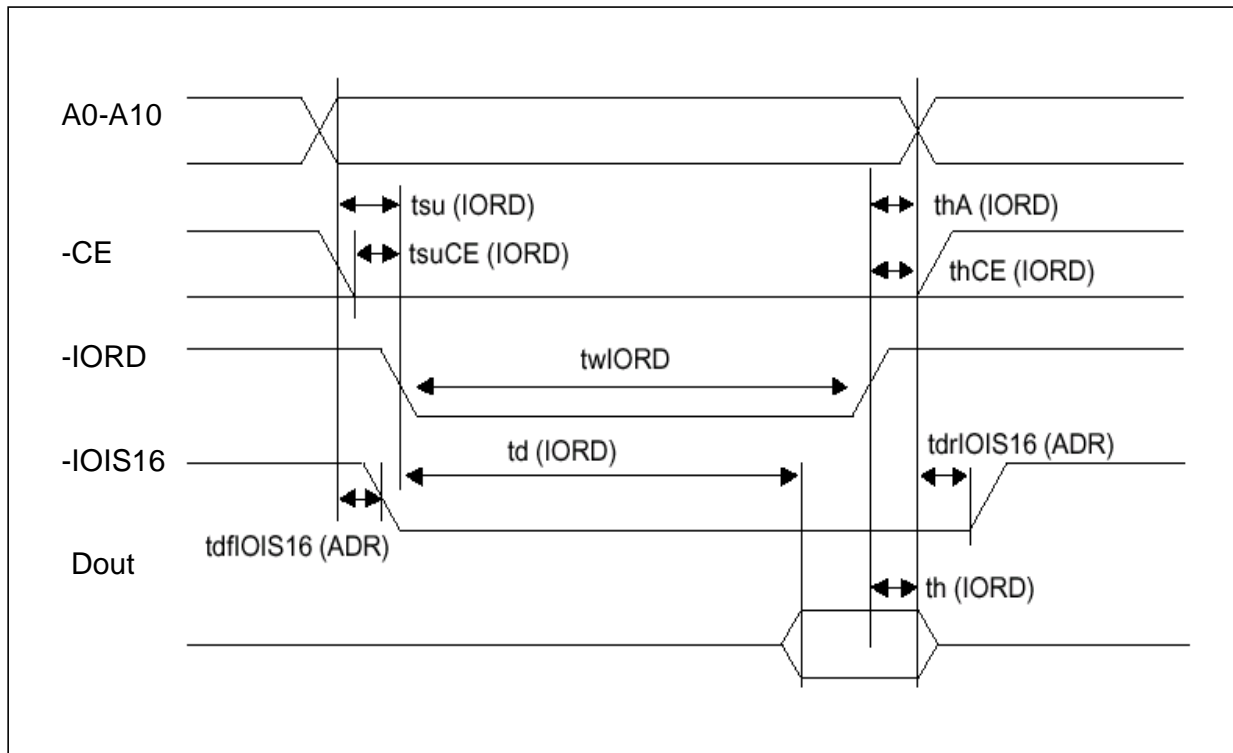 A0-A10
tsu (IORD)
thA (IORD)
-CE
tsuCE (IORD)
thCE (IORD)
-IORD
twIORD
-IOIS16
td (IORD)
tdrIOIS16 (ADR)
tdfIOIS16 (ADR)
Dout
th (IORD)